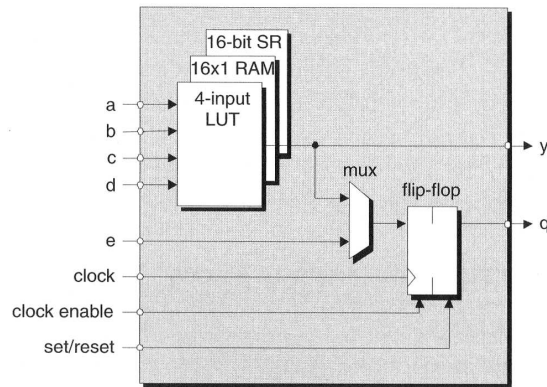 16-bit SR
16x1 RAM
4-input
LUT
a
b
c
d
y
mux
flip-flop
q
e
clock
clock enable
set/reset